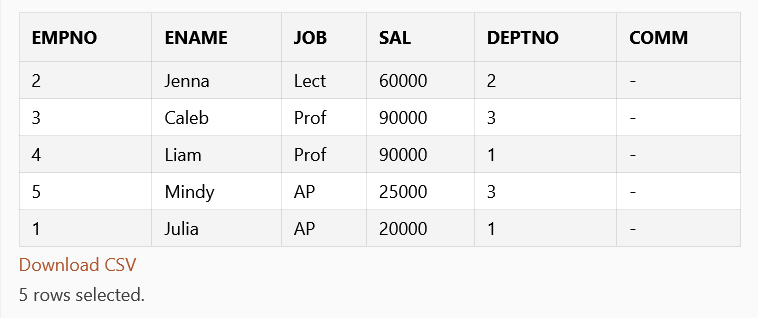 EMPNO ENAME JOB SAL DEPTNO COMM
2 Jenna Lect 60000 2 -
3 Caleb Prof 90000 3 -
4 Liam Prof 90000 1 -
5 Mindy AP 25000 3 -
1 Julia AP 20000 1 -
Download CSV
5 rows selected.